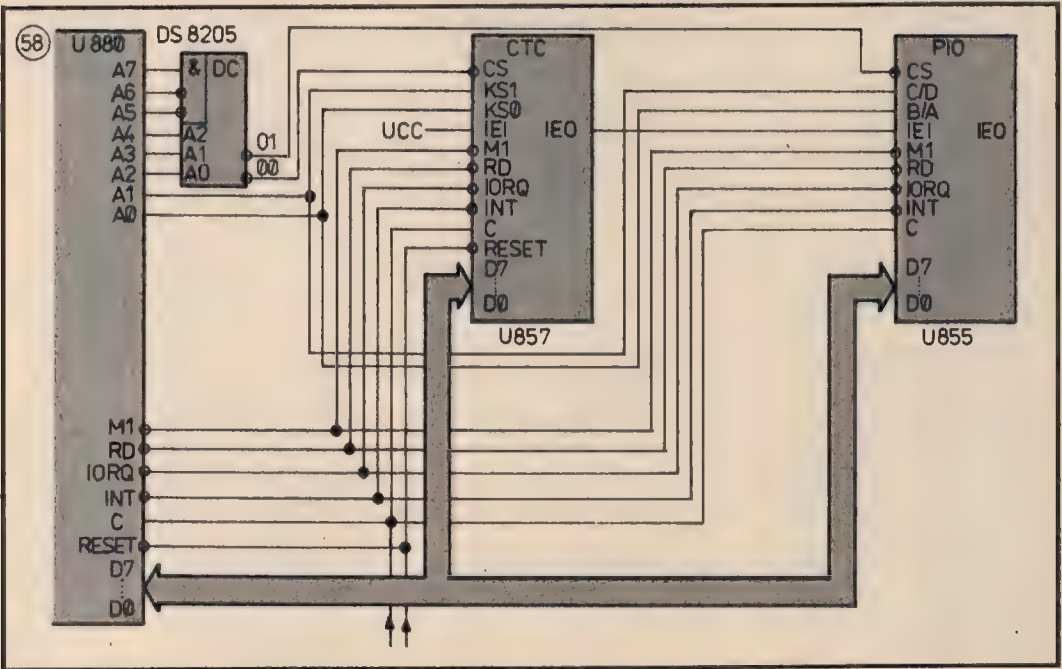 58
U 880
DS 8205
A7
A6
A5
A4
A3
A2
A1
A0
& DC
A2
A1
A0
01
00
UCC
CTC
CS
KS1
KS0
IEI IEO
M1
RD
IORQ
INT
C
RESET
D7
D0
U857
PIO
CS
C/D
B/A
IEI IEO
M1
RD
IORQ
INT
C
D7
D0
U855
M1
RD
IORQ
INT
C
RESET
D7
D0